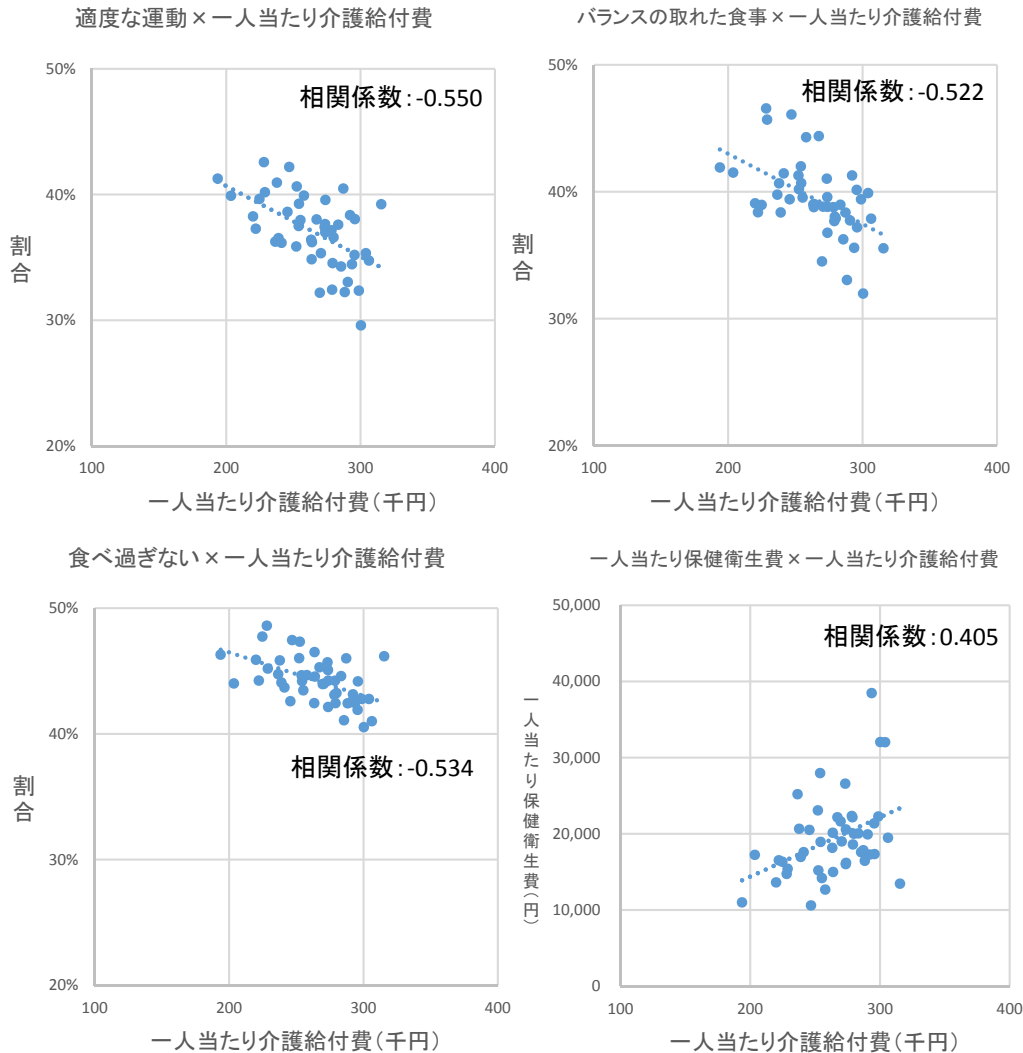 適度な運動×一人当たり介護給付費
50%
40%
30%
20%
相関係数:-0.550
割合
100
200
300
400
一人当たり介護給付費(千円)
バランスの取れた食事×一人当たり介護給付費
50%
40%
30%
20%
相関係数:-0.522
割合
100
200
300
400
一人当たり介護給付費(千円)
食べ過ぎない×一人当たり介護給付費
50%
40%
30%
20%
相関係数:-0.534
割合
100
200
300
400
一人当たり介護給付費(千円)
一人当たり保健衛生費×一人当たり介護給付費
50,000
40,000
30,000
20,000
10,000
0
相関係数:0.405
一人当たり保健衛生費(円)
100
200
300
400
一人当たり介護給付費(千円)